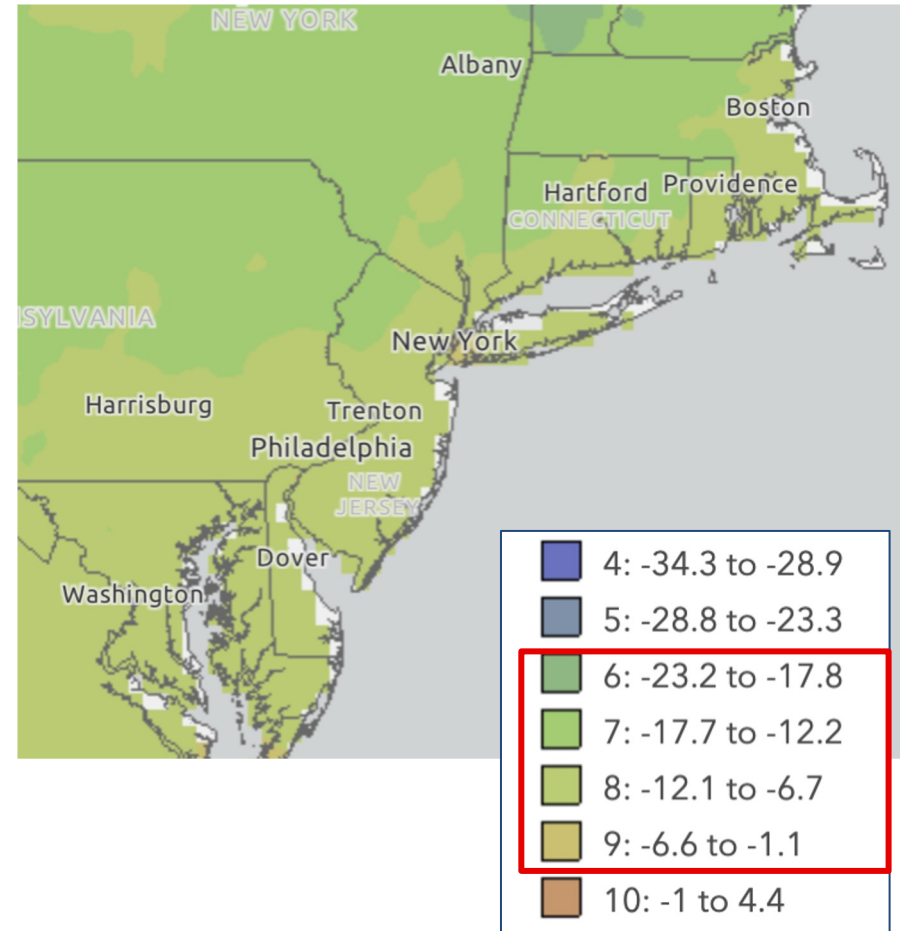 NEW YORK
Albany
Boston
Hartford
Providence
CONNECTICUT
SYLVANIA
New York
Harrisburg
Trenton
Philadelphia
NEW
JERSEY
Dover
Washington
4: -34.3 to -28.9
5: -28.8 to -23.3
6: -23.2 to -17.8
7: -17.7 to -12.2
8: -12.1 to -6.7
9: -6.6 to -1.1
10: -1 to 4.4